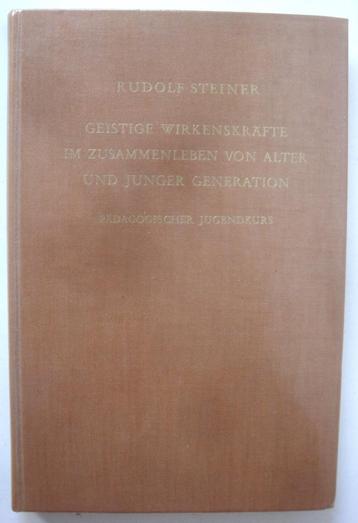 RUDOLF STEINER
GEISTIGE WIRKENSKRÄFTE
IM ZUSAMMENLEBEN VON ALTER
UND JUNGER GENERATION
PÄDAGOGISCHER JUGENDKURS